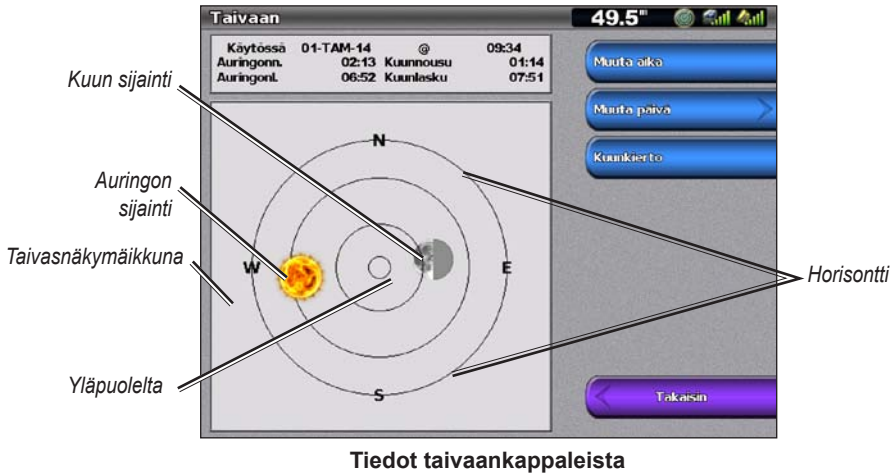 Taivaan 49.5m
Käytössä 01-TAM-14 @ 09:34
Auringonn. 02:13 Kuunnousu 01:14
Auringonl. 06:52 Kuunlasku 07:51
Muuta aika
Muuta päivä
Kuunkierto
Kuun sijainti
Auringon
sijainti
Taivasnäkymäikkuna
Yläpuolelta
N
W
E
S
Horisontti
Takaisin
Tiedot taivaankappaleista